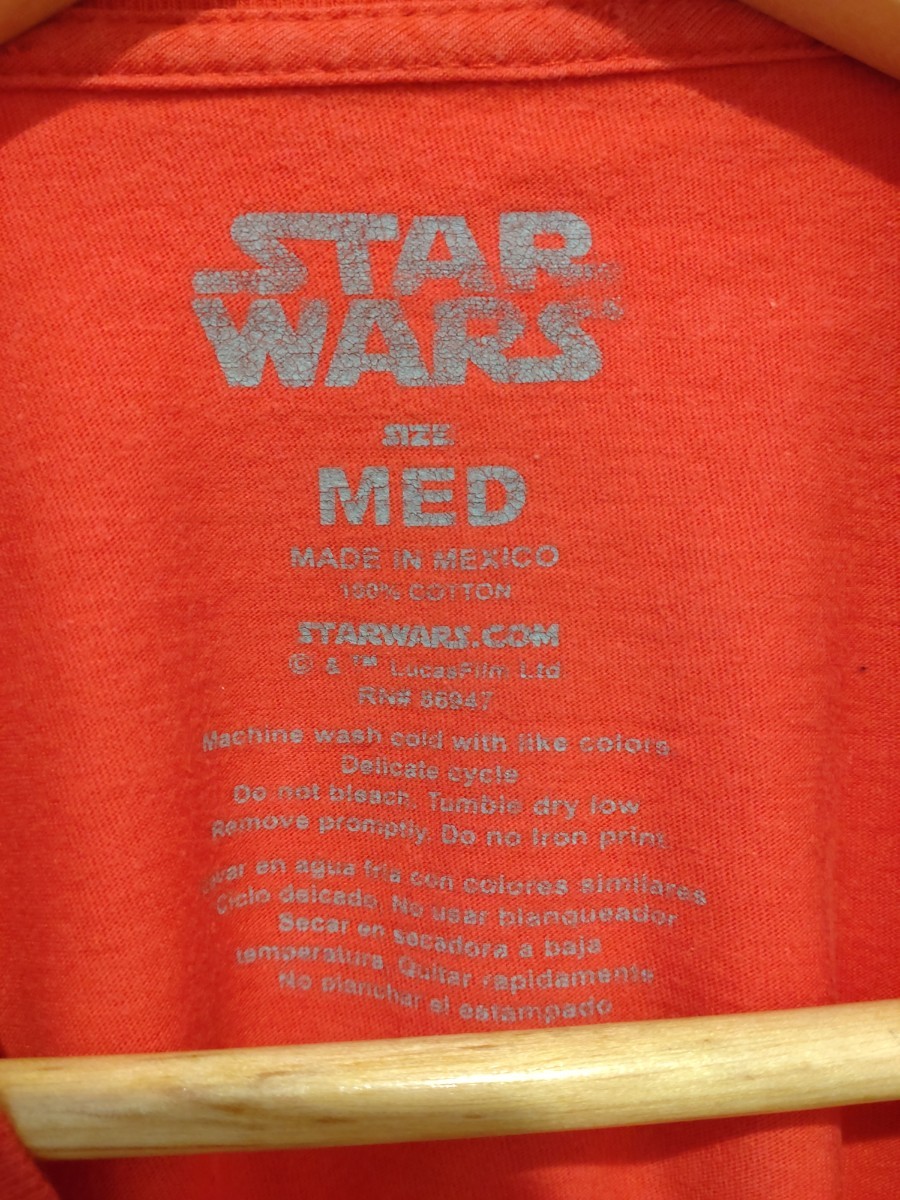 STAR
WARS
SIZE
MED
MADE IN MEXICO
100% COTTON
STARWARS.COM
© & ™ LucasFilm Ltd
RN# 86947
Machine wash cold with like colors
Delicate cycle
Do not bleach. Tumble dry low
Remove promptly. Do no iron print
en agua fria con colores similares
Ciclo delcado. No usar blanqueador
Secar en secadora a baja
temperatura. Quitar rapidamente
No planchar el estampado